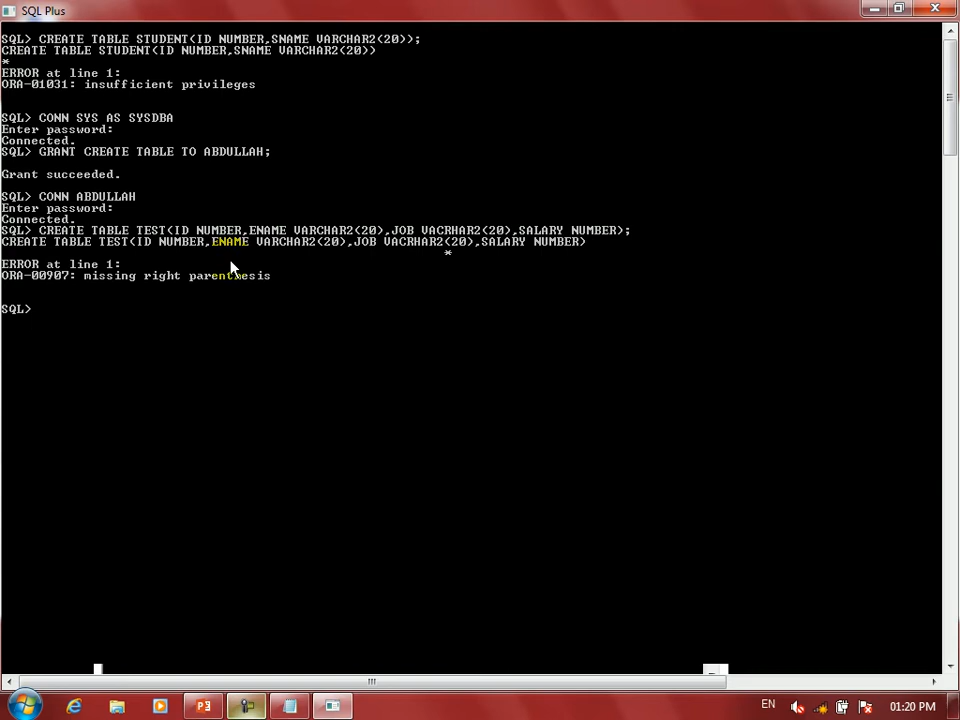 SQL Plus
SQL> CREATE TABLE STUDENT(ID NUMBER,SNAME VARCHAR2(20));
CREATE TABLE STUDENT(ID NUMBER,SNAME VARCHAR2(20))
*
ERROR at line 1:
ORA-01031: insufficient privileges
SQL> CONN SYS AS SYSDBA
Enter password:
Connected.
SQL> GRANT CREATE TABLE TO ABDULLAH;
Grant succeeded.
SQL> CONN ABDULLAH
Enter password:
Connected.
SQL> CREATE TABLE TEST(ID NUMBER,ENAME VARCHAR2(20),JOB VACRHAR2(20),SALARY NUMBER);
CREATE TABLE TEST(ID NUMBER,ENAME VARCHAR2(20),JOB VACRHAR2(20),SALARY NUMBER)
*
ERROR at line 1:
ORA-00907: missing right parenthesis
SQL>
EN 01:20 PM